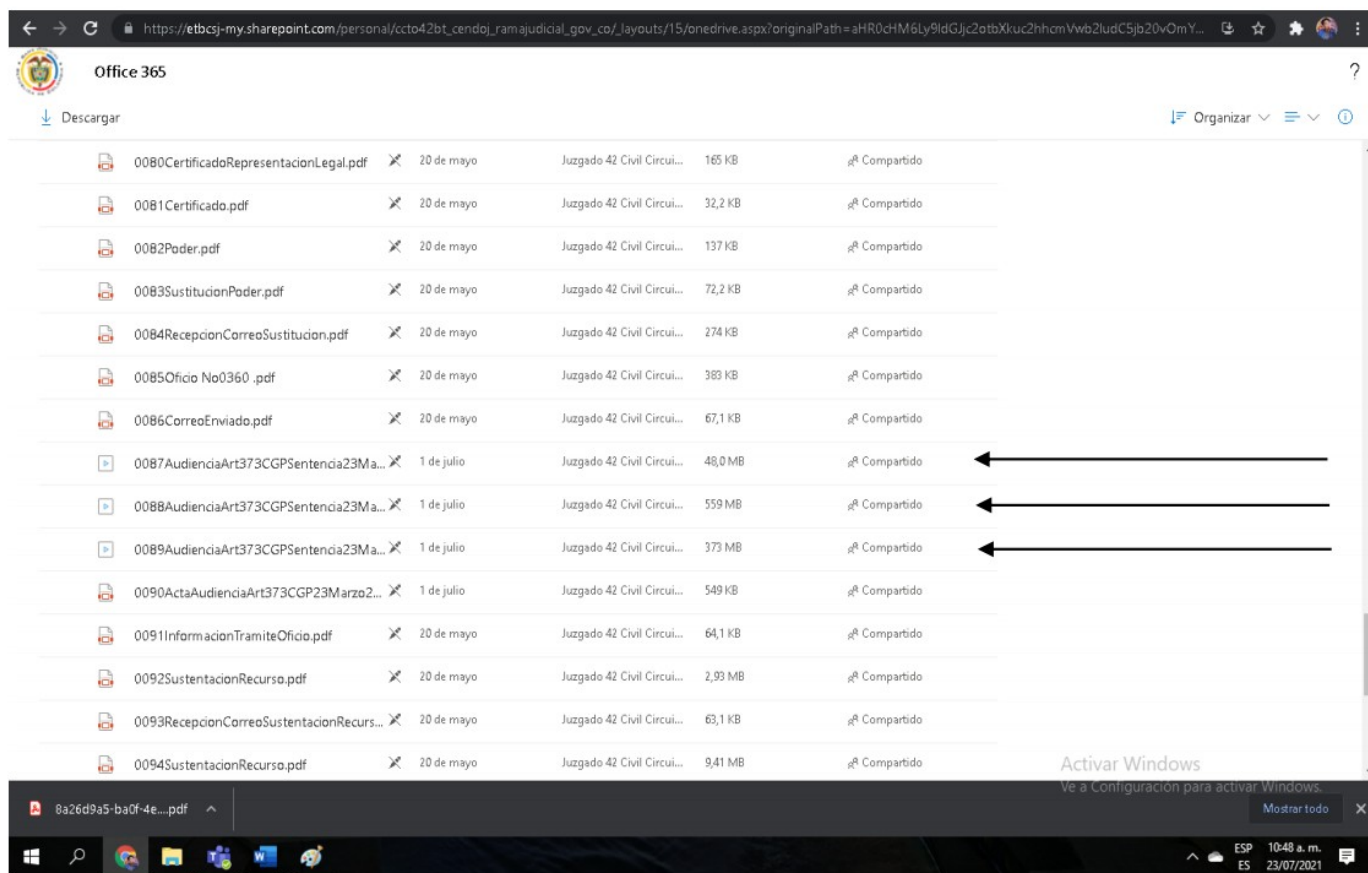 https://etbcsj-my.sharepoint.com/personal/ccto42bt_cendoj_ramajudicial_gov_co/_layouts/15/onedrive.aspx?originalPath=
Office 365 ?
Descargar Organizar
0080CertificadoRepresentacionLegal.pdf 20 de mayo Juzgado 42 Civil Circui... 165 KB Compartido
0081Certificado.pdf 20 de mayo Juzgado 42 Civil Circui... 32,2 KB Compartido
0082Poder.pdf 20 de mayo Juzgado 42 Civil Circui... 137 KB Compartido
0083SustitucionPoder.pdf 20 de mayo Juzgado 42 Civil Circui... 72,2 KB Compartido
0084RecepcionCorreoSustitucion.pdf 20 de mayo Juzgado 42 Civil Circui... 274 KB Compartido
0085Oficio No0360 .pdf 20 de mayo Juzgado 42 Civil Circui... 383 KB Compartido
0086CorreoEnviado.pdf 20 de mayo Juzgado 42 Civil Circui... 67,1 KB Compartido
0087AudienciaArt373CGPSentencia23Ma... 1 de julio Juzgado 42 Civil Circui... 48,0 MB Compartido
0088AudienciaArt373CGPSentencia23Ma... 1 de julio Juzgado 42 Civil Circui... 559 MB Compartido
0089AudienciaArt373CGPSentencia23Ma... 1 de julio Juzgado 42 Civil Circui... 373 MB Compartido
0090ActaAudienciaArt373CGP23Marzo2... 1 de julio Juzgado 42 Civil Circui... 549 KB Compartido
0091InformacionTramiteOficio.pdf 20 de mayo Juzgado 42 Civil Circui... 64,1 KB Compartido
0092SustentacionRecurso.pdf 20 de mayo Juzgado 42 Civil Circui... 2,93 MB Compartido
0093RecepcionCorreoSustentacionRecurs... 20 de mayo Juzgado 42 Civil Circui... 63,1 KB Compartido
0094SustentacionRecurso.pdf 20 de mayo Juzgado 42 Civil Circui... 9,41 MB Compartido
Activar Windows
Ve a Configuración para activar Windows.
8a26d9a5-ba0f-4e....pdf Mostrar todo
ESP 10:48 a. m.
ES 23/07/2021